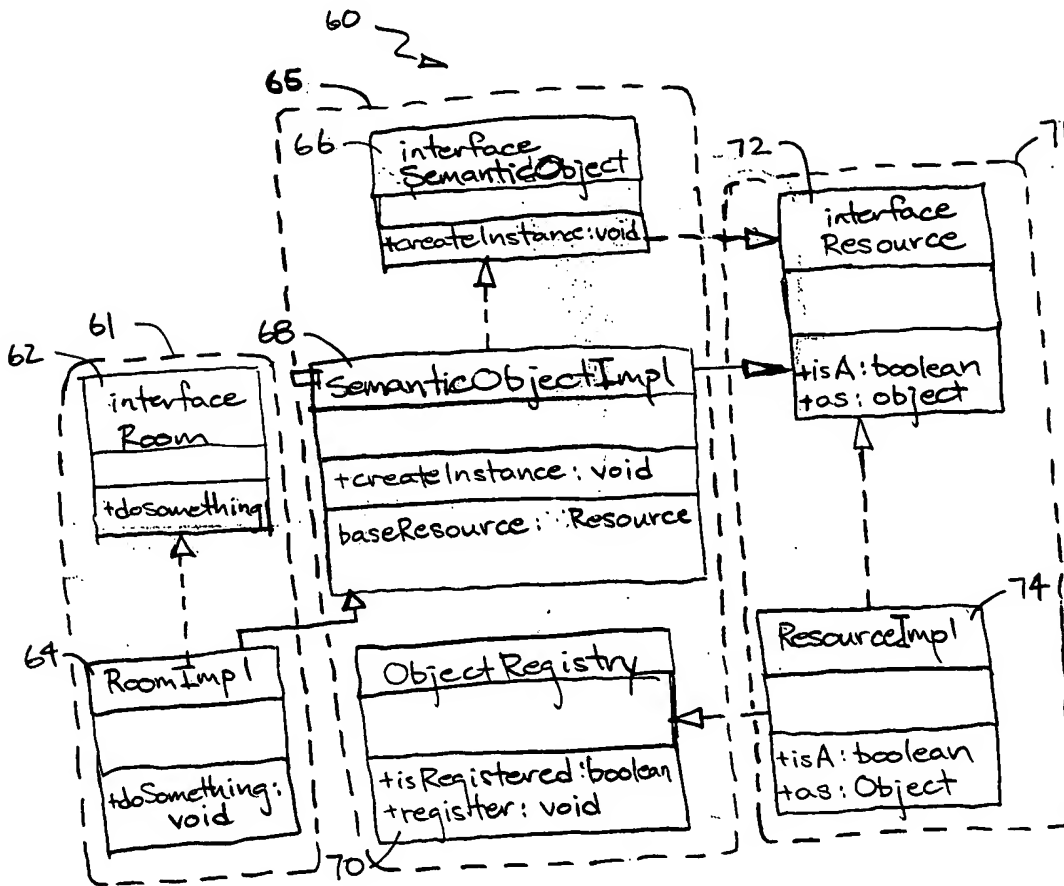 60
65
66
interface
SemanticObject
+createInstance:void
72
interface
Resource
+isA:boolean
+as:object
61
62
interface
Room
+dosomething
68
SemanticObjectImpl
+createInstance: void
baseResource: Resource
64
RoomImpl
+doSomething:
void
ObjectRegistry
+isRegistered:boolean
+register: void
70
74
ResourceImpl
+isA:boolean
+as: Object